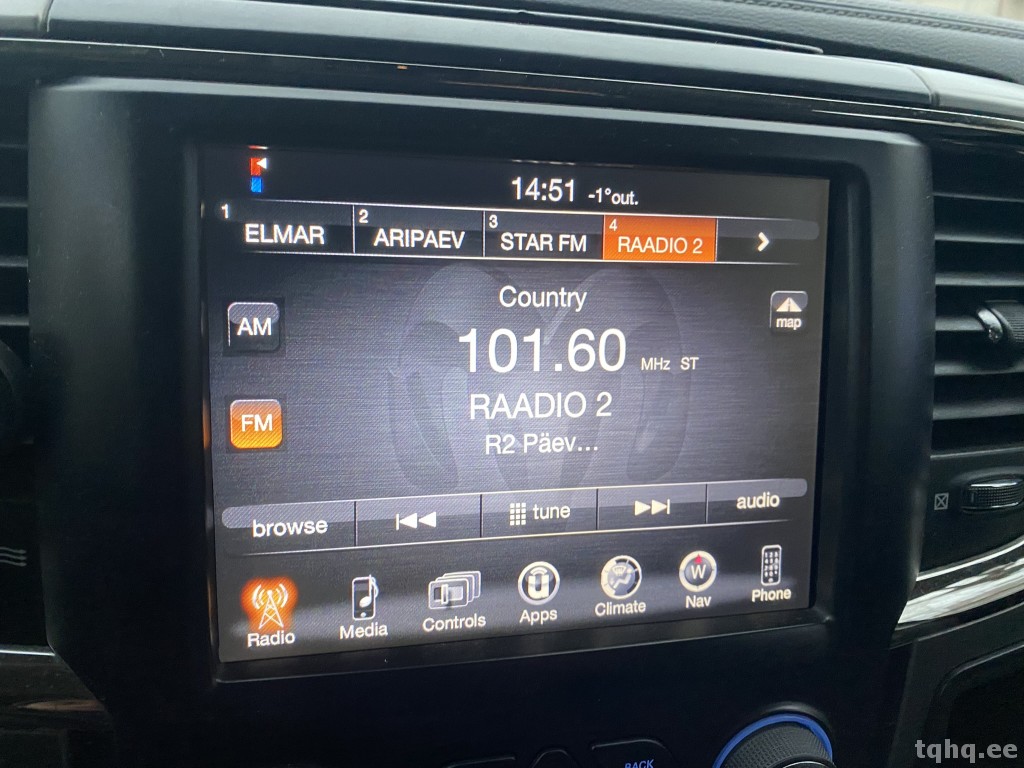 14:51 -1°out.
1 ELMAR 2 ARIPAEV 3 STAR FM 4 RAADIO 2
Country
AM
map
101.60 MHz ST
FM
RAADIO 2
R2 Päev...
browse tune audio
Radio Media Controls Apps Climate W Nav Phone
BACK
tqhq.ee